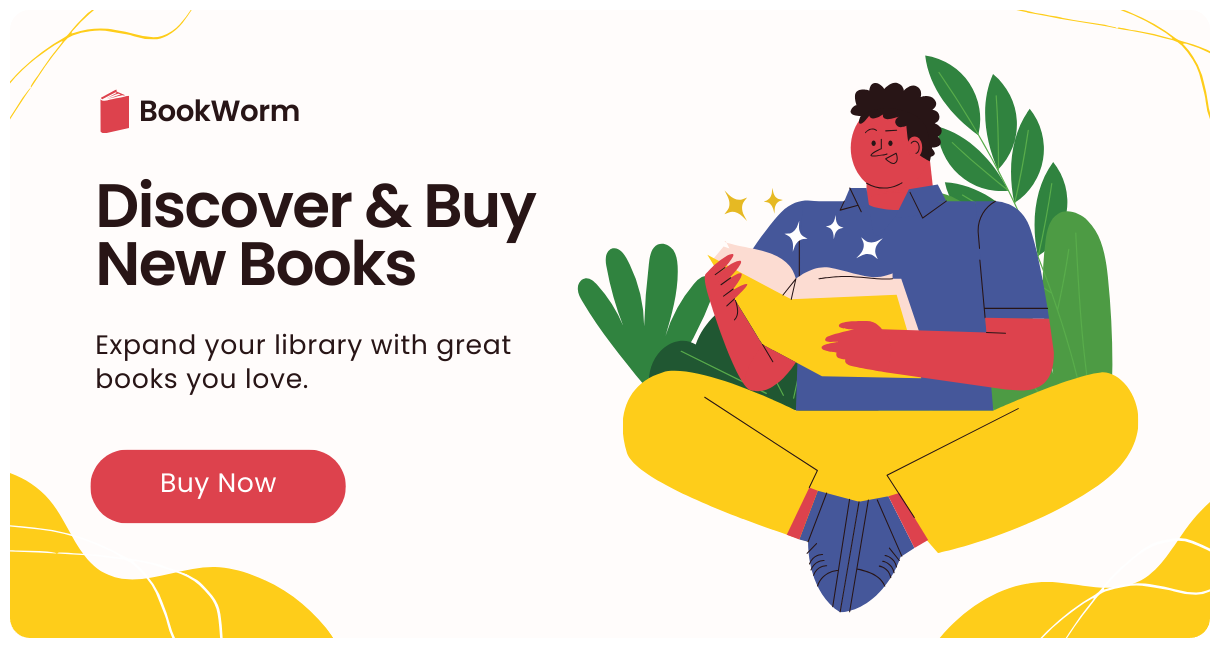 BookWorm
Discover & Buy
New Books
Expand your library with great
books you love.
Buy Now